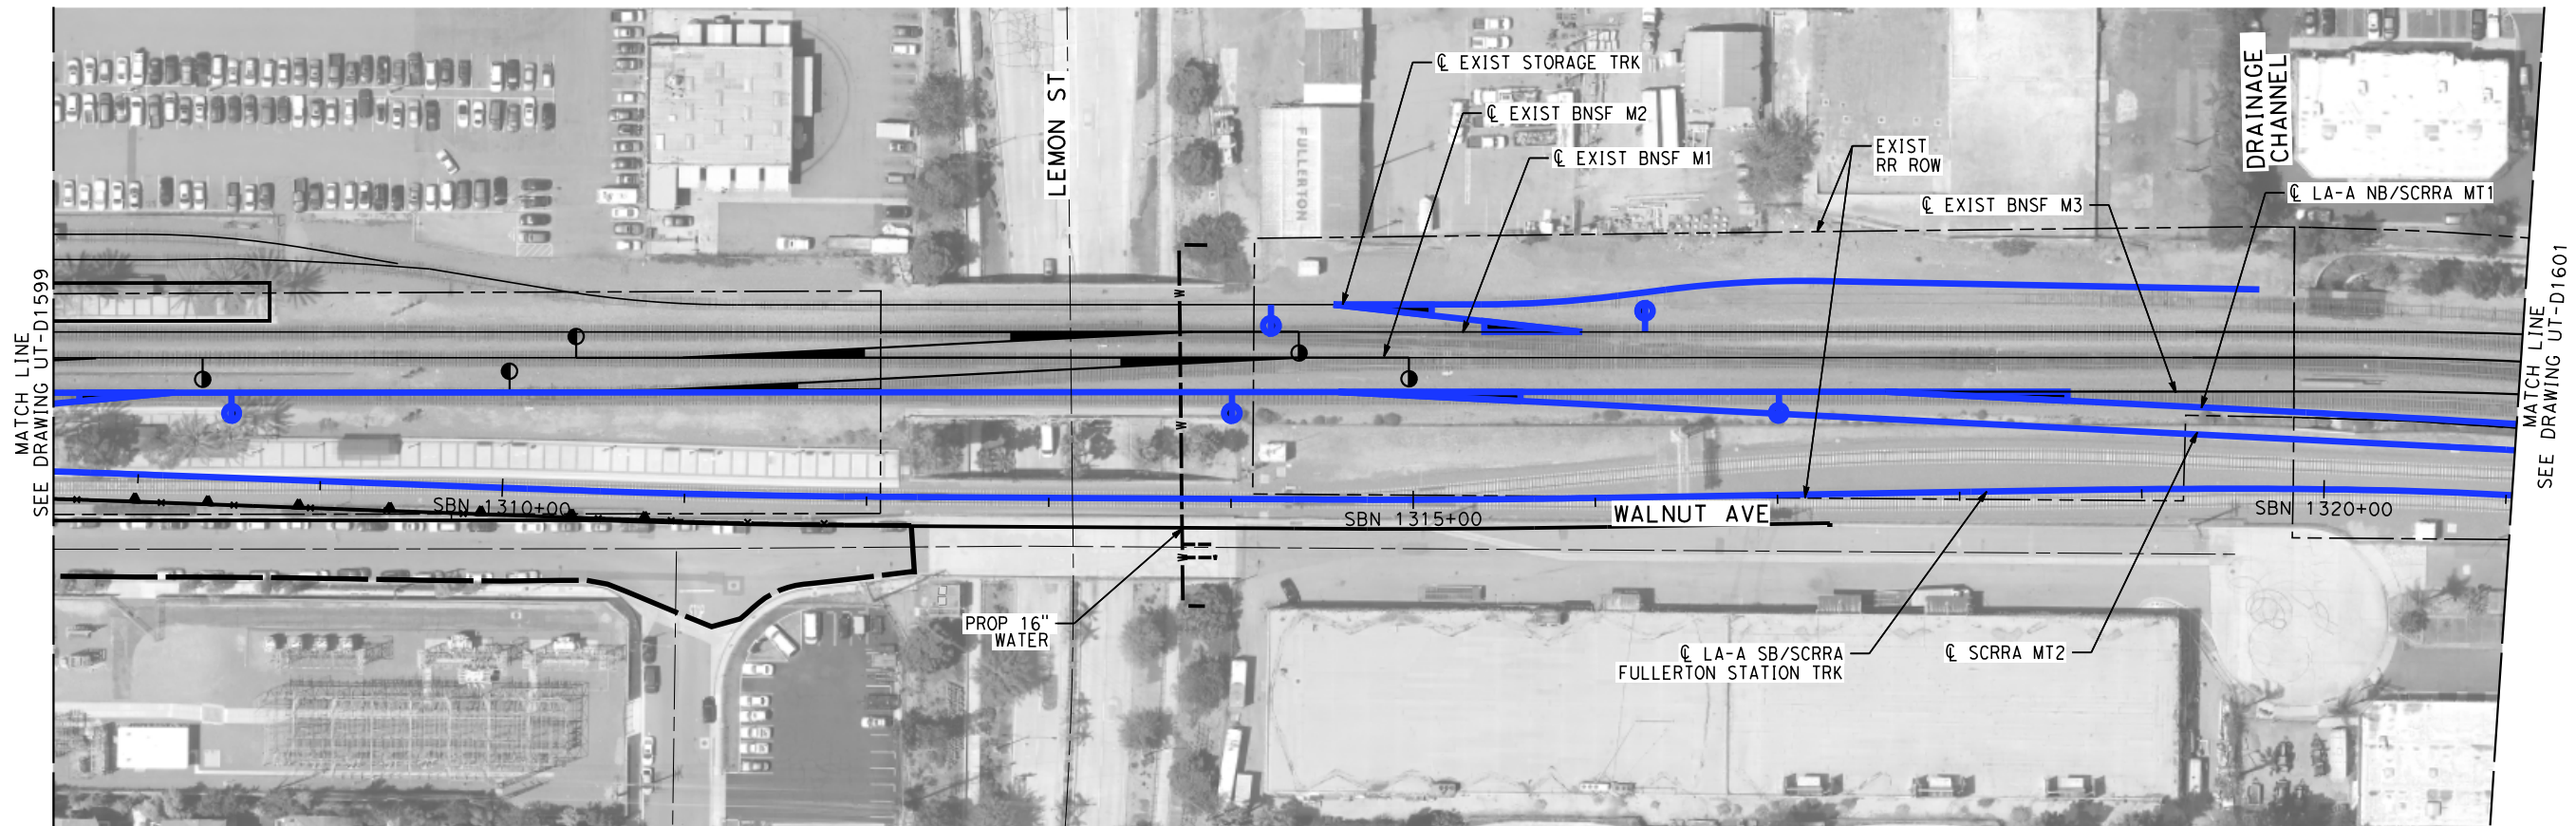 ℄ EXIST STORAGE TRK
℄ EXIST BNSF M2
℄ EXIST BNSF M1
EXIST
RR ROW
℄ EXIST BNSF M3
℄ LA-A NB/SCRRA MT1
DRAINAGE
CHANNEL
LEMON ST
FULLERTON
MATCH LINE
SEE DRAWING UT-D1599
MATCH LINE
SEE DRAWING UT-D1601
W
W
W
SBN 1310+00
SBN 1315+00
WALNUT AVE
SBN 1320+00
PROP 16"
WATER
℄ LA-A SB/SCRRA
FULLERTON STATION TRK
℄ SCRRA MT2